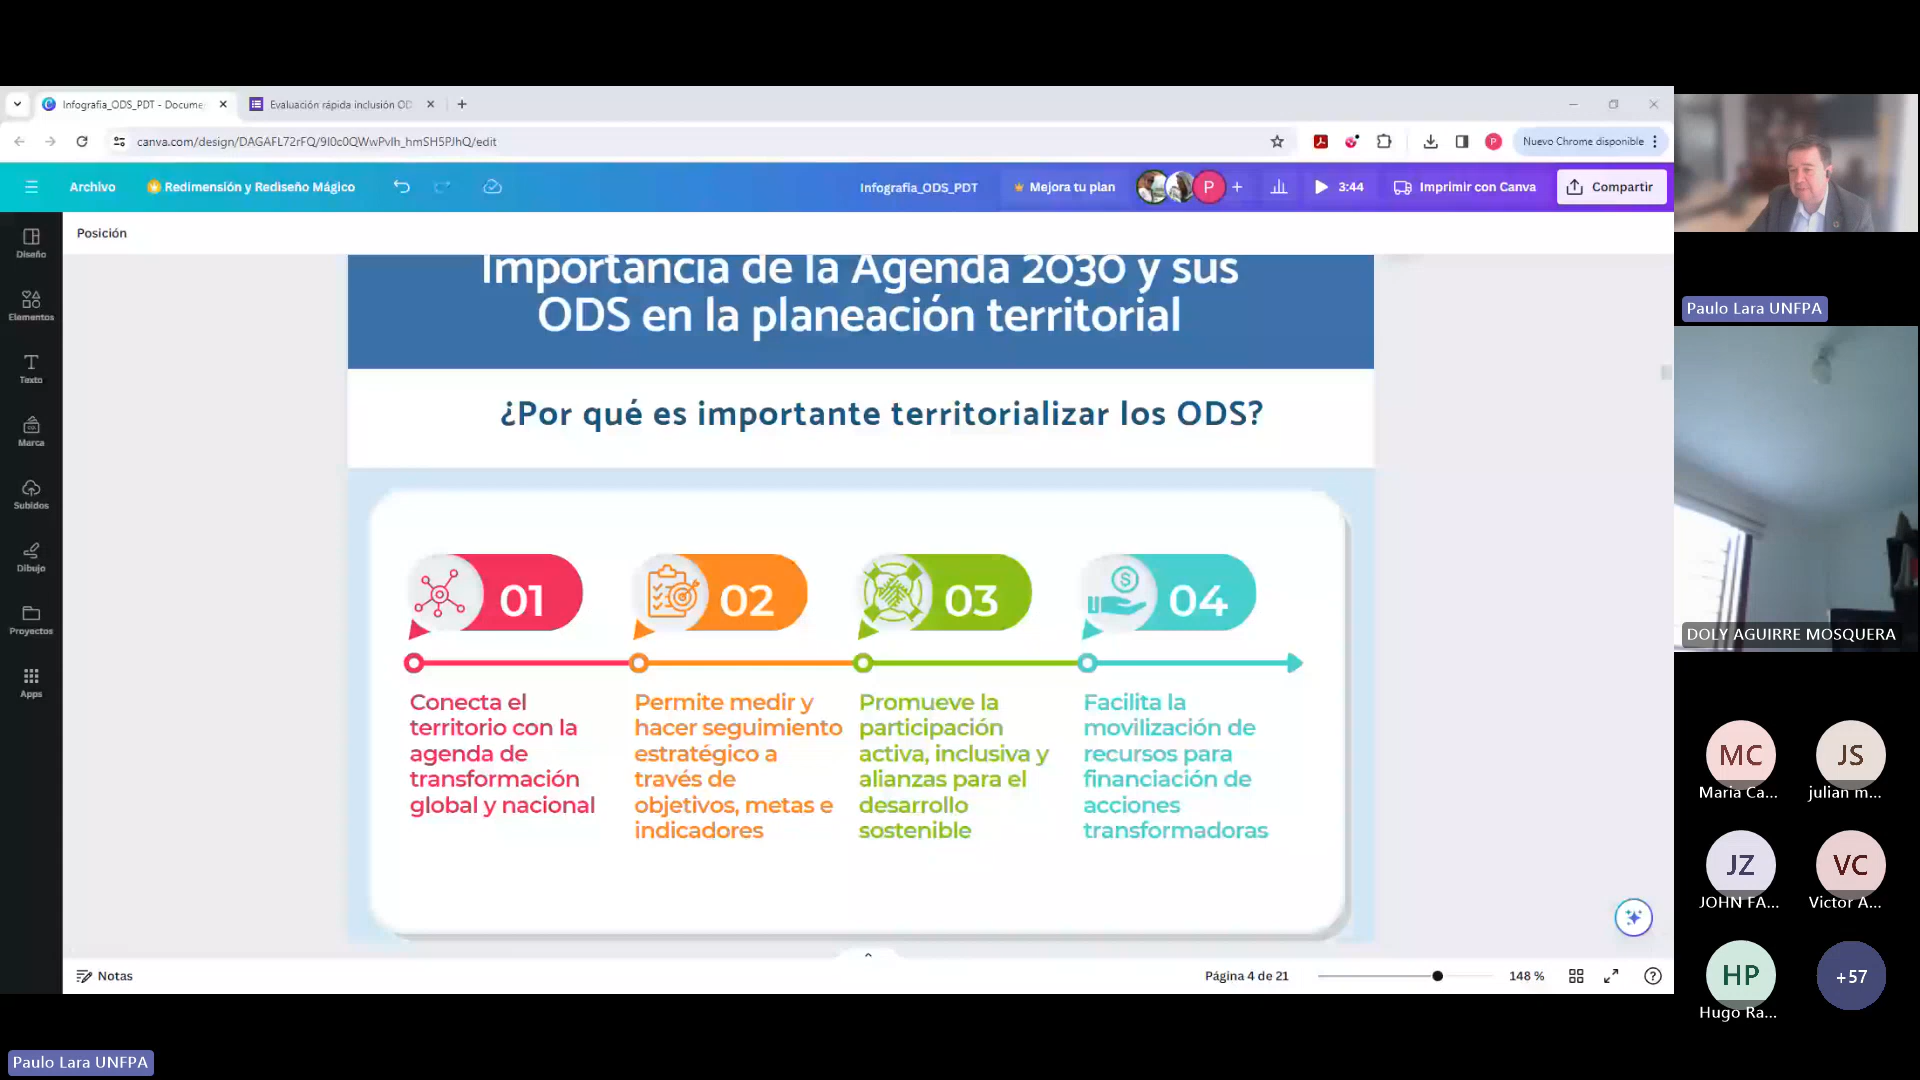 Infografia_ODS_PDT - Docume
Evaluación rápida inclusión OD
canva.com/design/DAGAFL72rFQ/9I0c0QWwPvIh_hmSH5PJhQ/edit
Nuevo Chrome disponible
Archivo
Redimensión y Rediseño Mágico
Infografia_ODS_PDT
Mejora tu plan
P
3:44
Imprimir con Canva
Compartir
Posición
Diseño
Elementos
Texto
Marca
Subidos
Dibujo
Proyectos
Apps
Importancia de la Agenda 2030 y sus
ODS en la planeación territorial
¿Por qué es importante territorializar los ODS?
01
02
03
04
Conecta el
territorio con la
agenda de
transformación
global y nacional
Permite medir y
hacer seguimiento
estratégico a
través de
objetivos, metas e
indicadores
Promueve la
participación
activa, inclusiva y
alianzas para el
desarrollo
sostenible
Facilita la
movilización de
recursos para
financiación de
acciones
transformadoras
Notas
Página 4 de 21
148 %
Paulo Lara UNFPA
DOLY AGUIRRE MOSQUERA
MC
Maria Ca...
JS
julian m...
JZ
JOHN FA...
VC
Victor A...
HP
Hugo Ra...
+57
Paulo Lara UNFPA